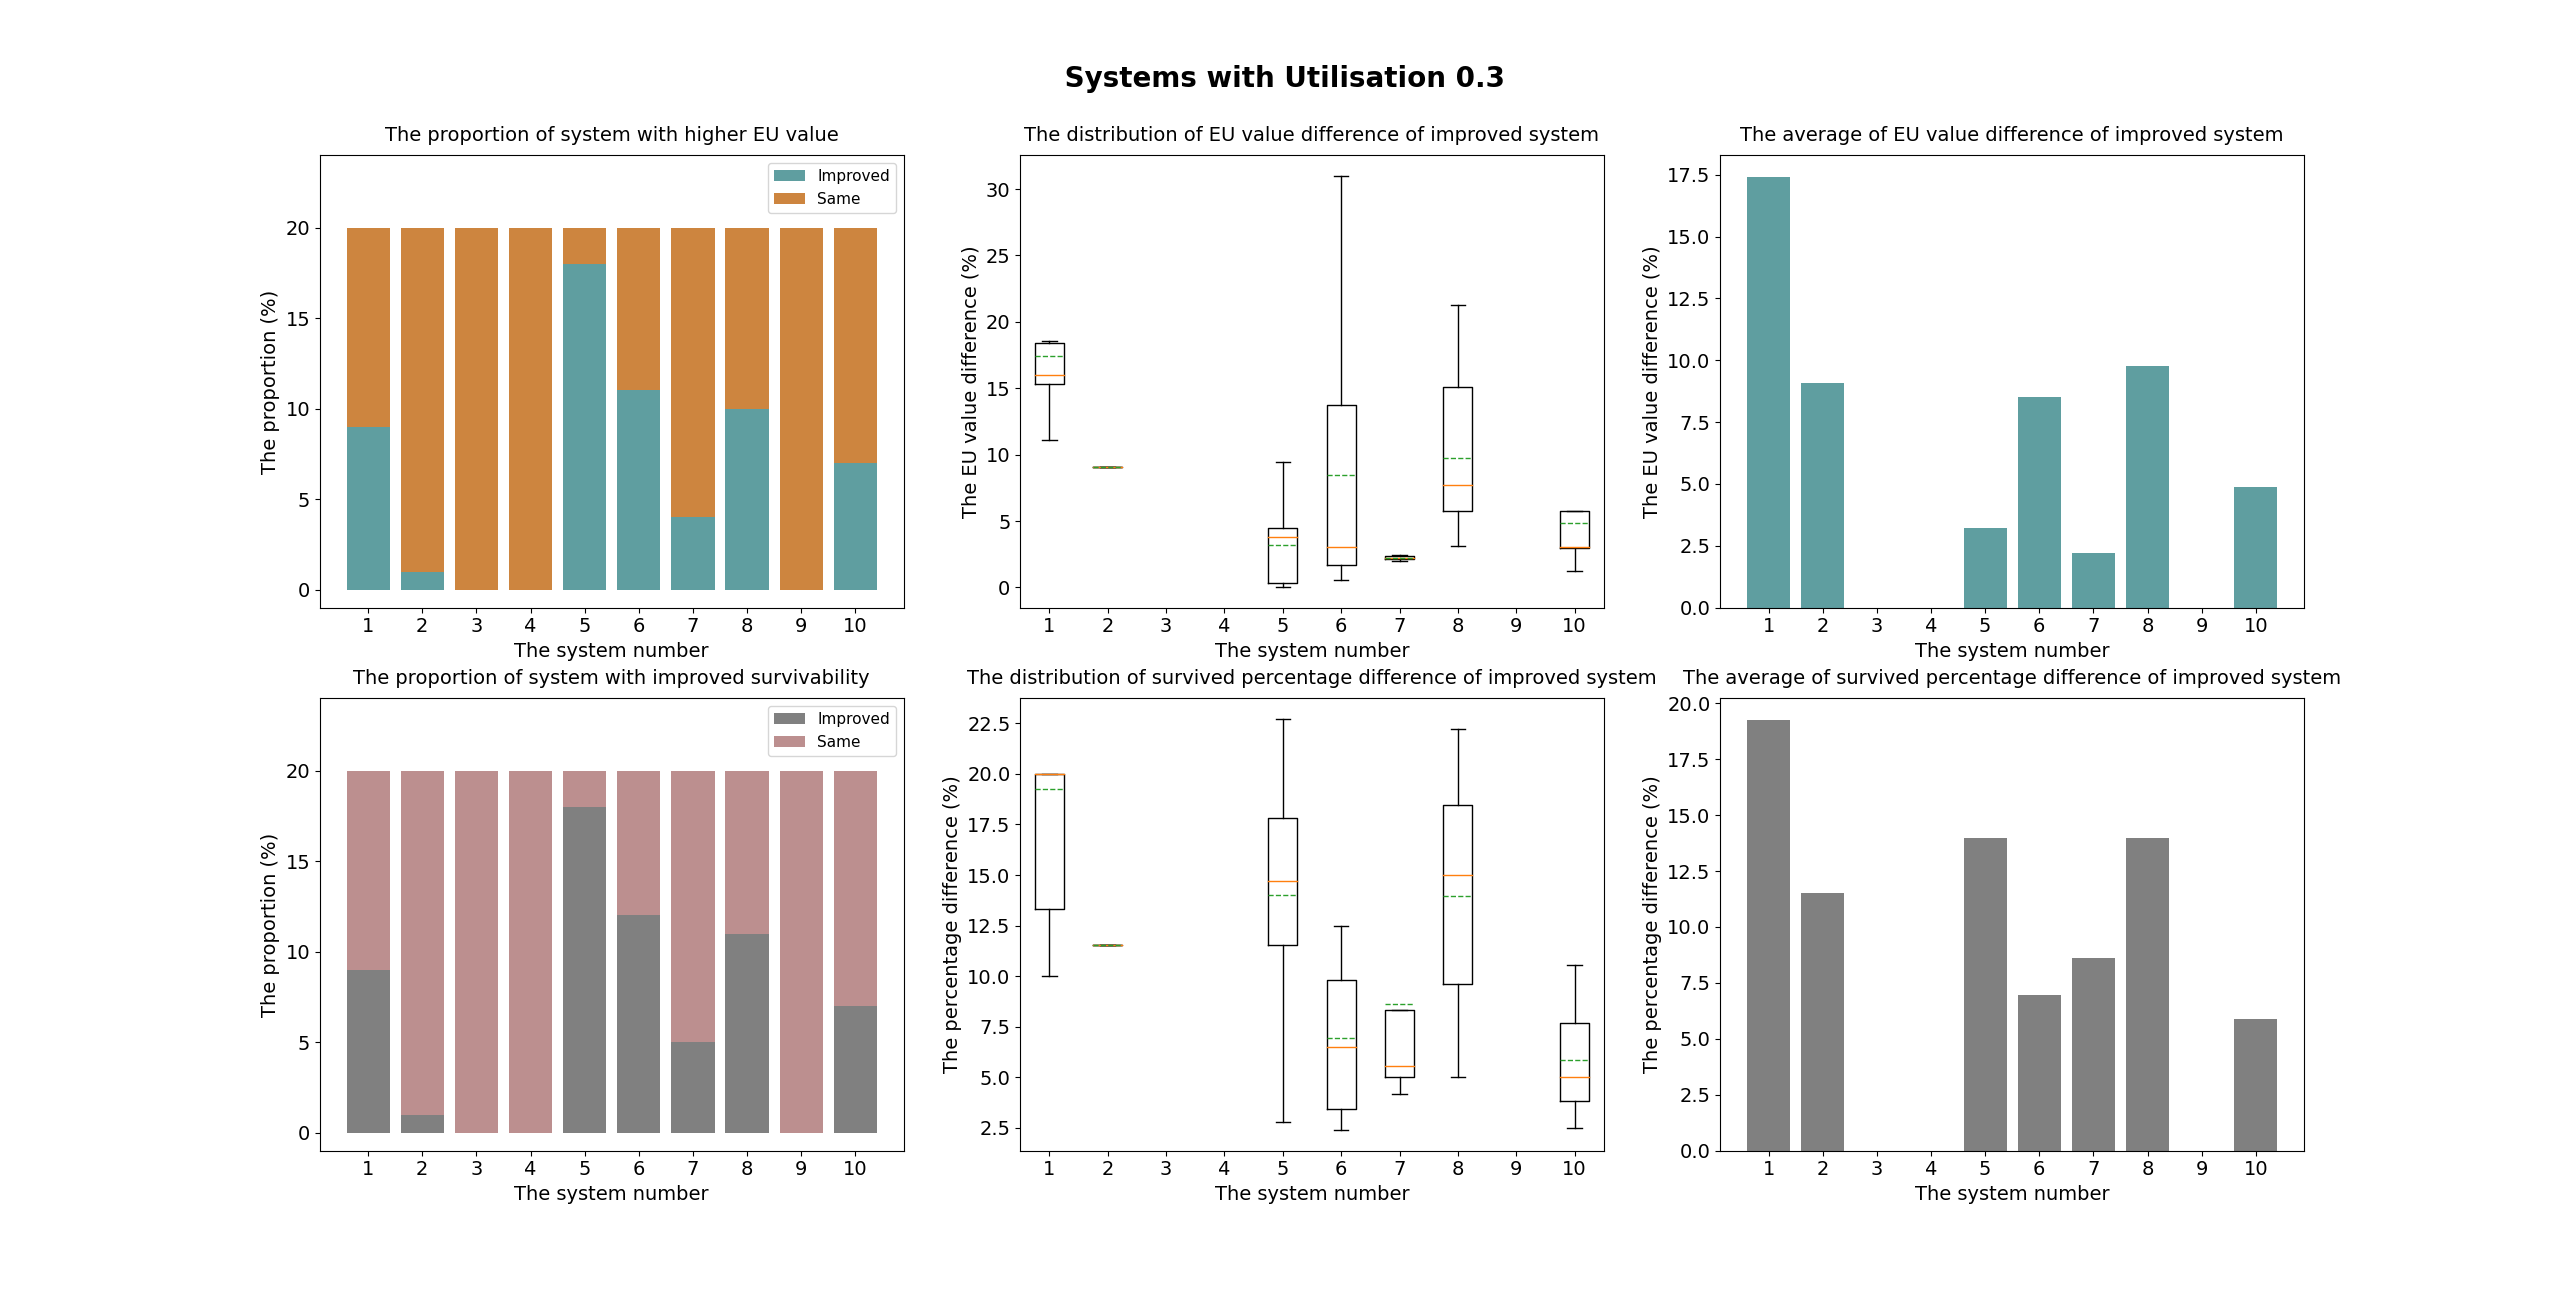 Systems with Utilisation 0.3
The proportion of system with higher EU value
The proportion (%)
20
15
10
5
0
Improved
Same
1 2 3 4 5 6 7 8 9 10
The system number
The distribution of EU value difference of improved system
The EU value difference (%)
30
25
20
15
10
5
0
1 2 3 4 5 6 7 8 9 10
The system number
The average of EU value difference of improved system
The EU value difference (%)
17.5
15.0
12.5
10.0
7.5
5.0
2.5
0.0
1 2 3 4 5 6 7 8 9 10
The system number
The proportion of system with improved survivability
The proportion (%)
20
15
10
5
0
Improved
Same
1 2 3 4 5 6 7 8 9 10
The system number
The distribution of survived percentage difference of improved system
The percentage difference (%)
22.5
20.0
17.5
15.0
12.5
10.0
7.5
5.0
2.5
1 2 3 4 5 6 7 8 9 10
The system number
The average of survived percentage difference of improved system
The percentage difference (%)
20.0
17.5
15.0
12.5
10.0
7.5
5.0
2.5
0.0
1 2 3 4 5 6 7 8 9 10
The system number